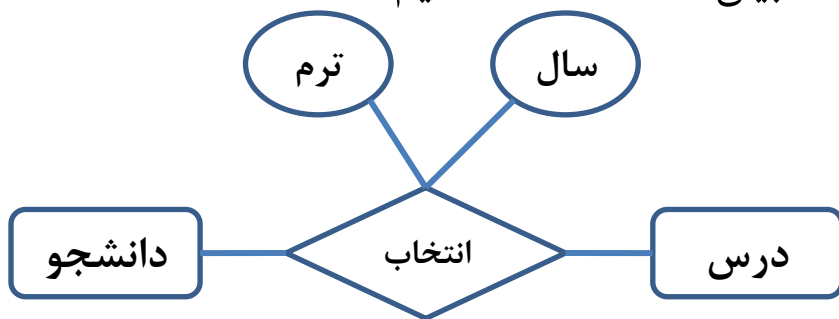 سال
ترم
درس
انتخاب
دانشجو